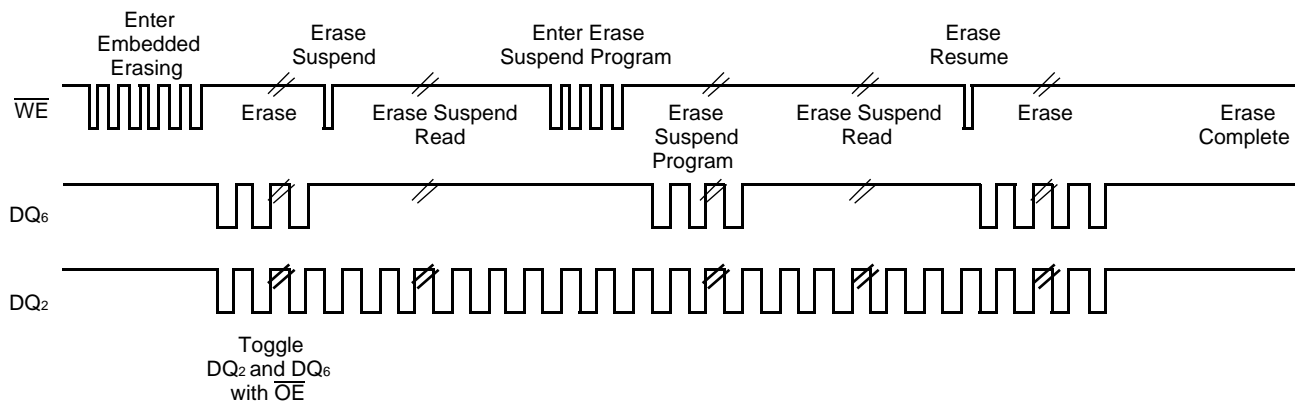 Enter
Embedded
Erasing
Erase
Suspend
Enter Erase
Suspend Program
Erase
Resume
WE
Erase
Erase Suspend
Read
Erase
Suspend
Program
Erase Suspend
Read
Erase
Erase
Complete
DQ6
DQ2
Toggle
DQ2 and DQ6
with OE